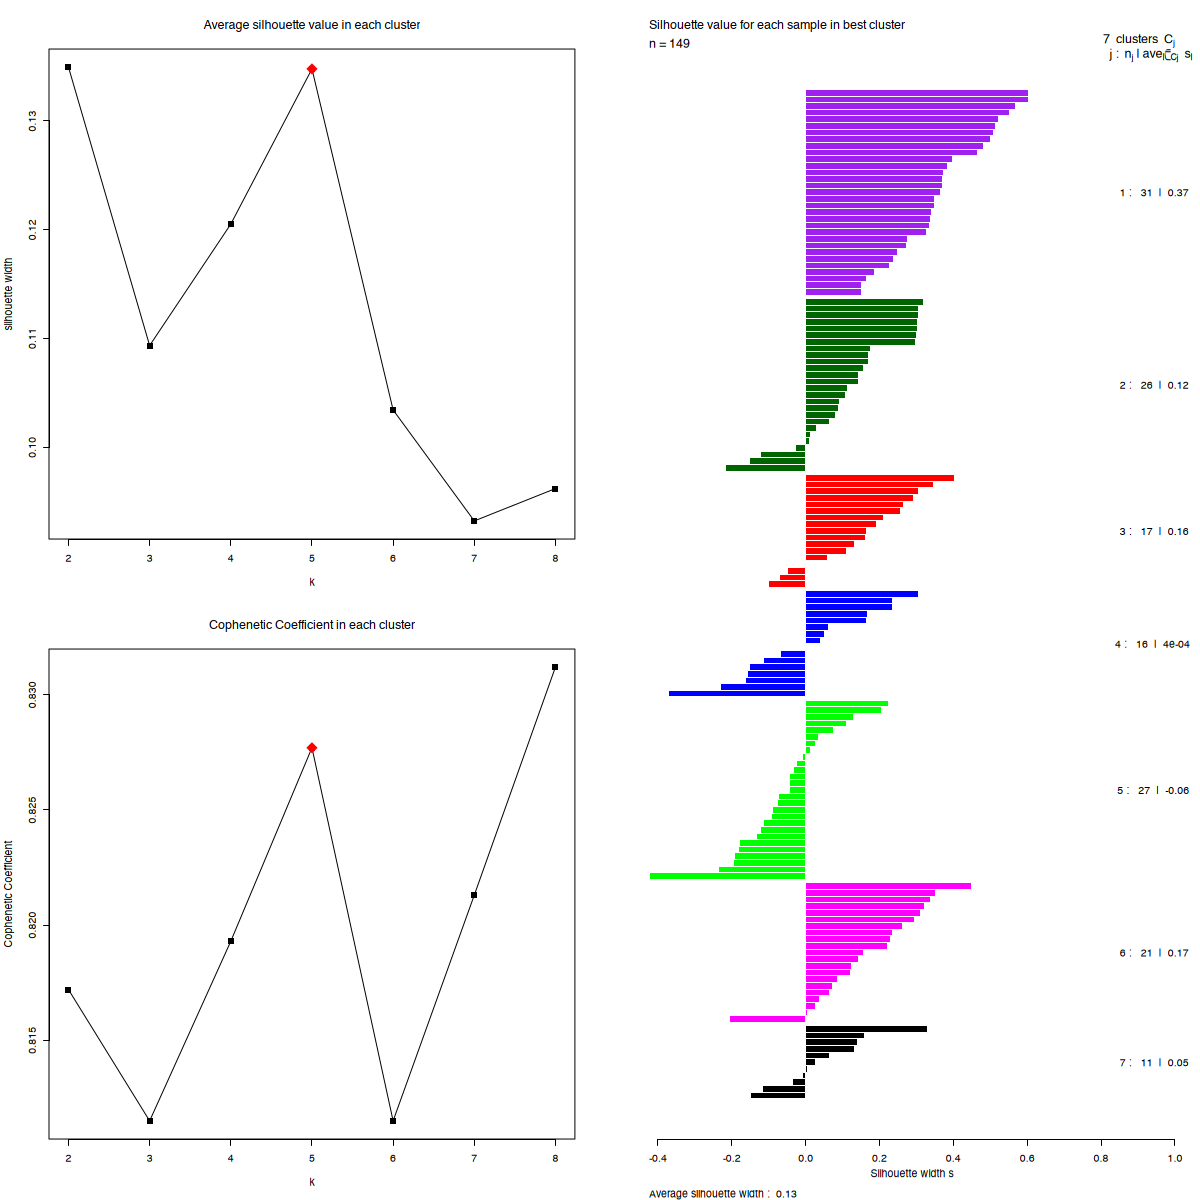 Average silhouette value in each cluster
silhouette width
0.10
0.11
0.12
0.13
2 3 4 5 6 7 8
k
Cophenetic Coefficient in each cluster
Cophenetic Coefficient
0.815
0.820
0.825
0.830
2 3 4 5 6 7 8
k
Silhouette value for each sample in best cluster
n = 149
7 clusters Cj
j : nj | avei∈Cj si
1 : 31 | 0.37
2 : 26 | 0.12
3 : 17 | 0.16
4 : 16 | 4e-04
5 : 27 | -0.06
6 : 21 | 0.17
7 : 11 | 0.05
-0.4 -0.2 0.0 0.2 0.4 0.6 0.8 1.0
Silhouette width s
Average silhouette width : 0.13